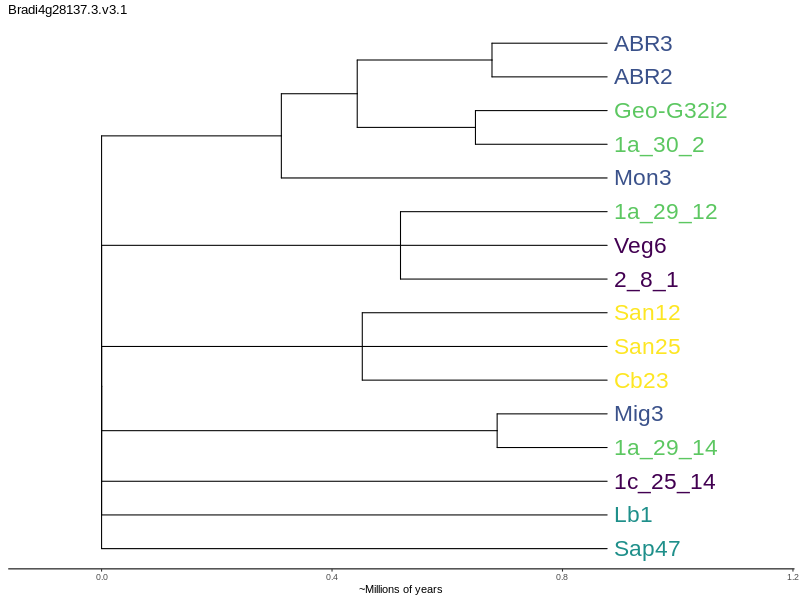 Bradi4g28137.3.v3.1
ABR3
ABR2
Geo-G32i2
1a_30_2
Mon3
1a_29_12
Veg6
2_8_1
San12
San25
Cb23
Mig3
1a_29_14
1c_25_14
Lb1
Sap47
0.0 0.4 0.8 1.2
~Millions of years